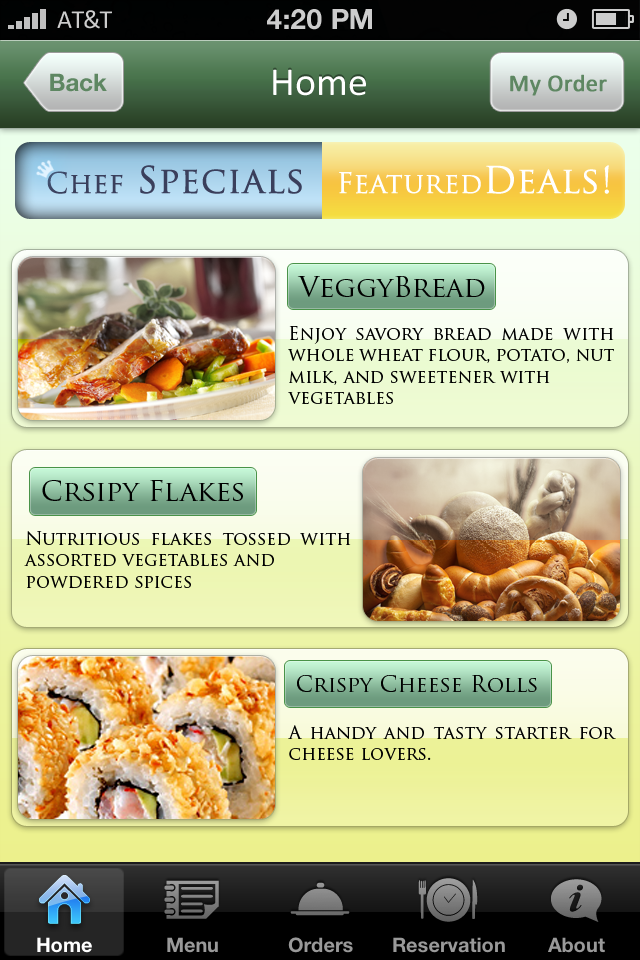 AT&T 4:20 PM
Back Home My Order
Chef SPECIALS FEATURED DEALS!
VEGGYBREAD
ENJOY SAVORY BREAD MADE WITH
WHOLE WHEAT FLOUR, POTATO, NUT
MILK, AND SWEETENER WITH
VEGETABLES
CRSIPY FLAKES
NUTRITIOUS FLAKES TOSSED WITH
ASSORTED VEGETABLES AND
POWDERED SPICES
CRISPY CHEESE ROLLS
A HANDY AND TASTY STARTER FOR
CHEESE LOVERS.
Home Menu Orders Reservation About